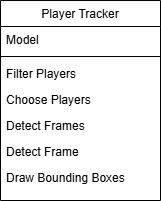 Player Tracker
Model
Filter Players
Choose Players
Detect Frames
Detect Frame
Draw Bounding Boxes